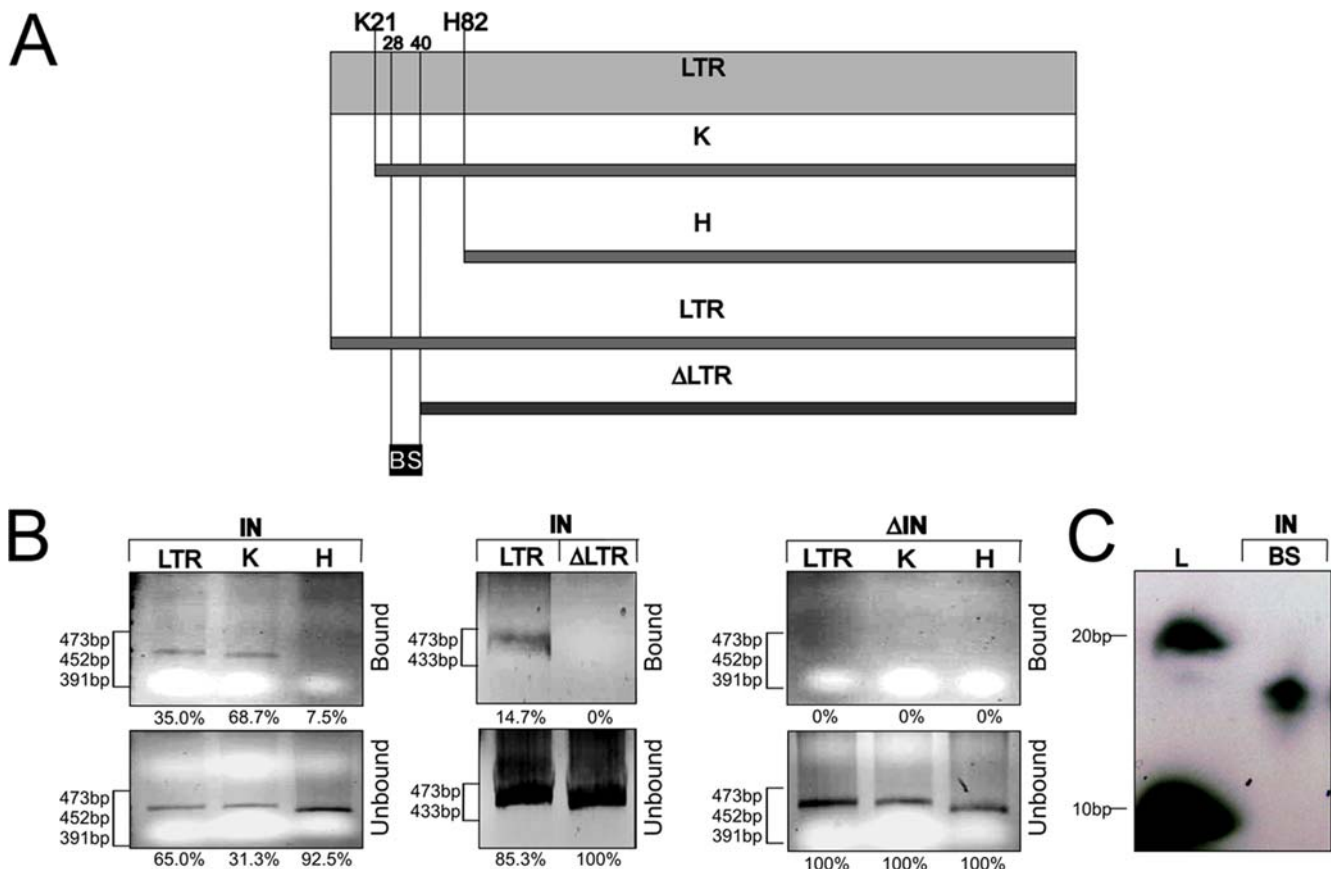 A
K21
H82
28
40
LTR
K
H
LTR
ΔLTR
BS
B
IN
LTR K H
473bp
452bp
391bp
Bound
35.0% 68.7% 7.5%
473bp
452bp
391bp
Unbound
65.0% 31.3% 92.5%
IN
LTR ΔLTR
473bp
433bp
Bound
14.7% 0%
473bp
433bp
Unbound
85.3% 100%
ΔIN
LTR K H
473bp
452bp
391bp
Bound
0% 0% 0%
473bp
452bp
391bp
Unbound
100% 100% 100%
C
IN
L BS
20bp
10bp